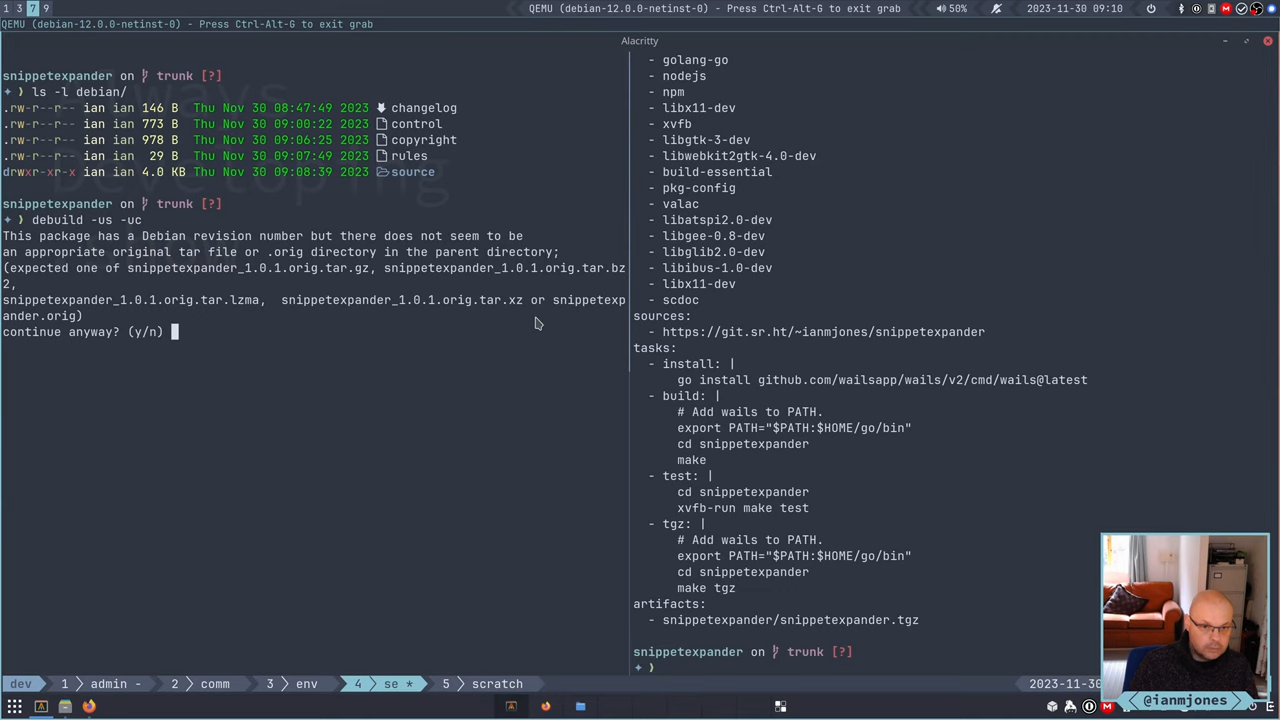 1 3 7 9
QEMU (debian-12.0.0-netinst-0) - Press Ctrl-Alt-G to exit grab
50%
2023-11-30 09:10
QEMU (debian-12.0.0-netinst-0) - Press Ctrl-Alt-G to exit grab
Alacritty
snippetexpander on trunk [?]
ls -l debian/
.rw-r--r-- ian ian 146 B Thu Nov 30 08:47:49 2023 changelog
.rw-r--r-- ian ian 773 B Thu Nov 30 09:00:22 2023 control
.rw-r--r-- ian ian 978 B Thu Nov 30 09:06:25 2023 copyright
.rw-r--r-- ian ian 29 B Thu Nov 30 09:07:49 2023 rules
drwxr-xr-x ian ian 4.0 KB Thu Nov 30 09:08:39 2023 source
Always
Developing
snippetexpander on trunk [?]
debuild -us -uc
This package has a Debian revision number but there does not seem to be
an appropriate original tar file or .orig directory in the parent directory;
(expected one of snippetexpander_1.0.1.orig.tar.gz, snippetexpander_1.0.1.orig.tar.bz
2,
snippetexpander_1.0.1.orig.tar.lzma,  snippetexpander_1.0.1.orig.tar.xz or snippetexp
ander.orig)
continue anyway? (y/n)
- golang-go
- nodejs
- npm
- libx11-dev
- xvfb
- libgtk-3-dev
- libwebkit2gtk-4.0-dev
- build-essential
- pkg-config
- valac
- libatspi2.0-dev
- libgee-0.8-dev
- libglib2.0-dev
- libibus-1.0-dev
- libnotify-dev
- scdoc
sources:
- https://git.sr.ht/~ianmjones/snippetexpander
tasks:
- install: |
go install github.com/wailsapp/wails/v2/cmd/wails@latest
- build: |
# Add wails to PATH.
export PATH="$PATH:$HOME/go/bin"
cd snippetexpander
make
- test: |
cd snippetexpander
xvfb-run make test
- tgz: |
# Add wails to PATH.
export PATH="$PATH:$HOME/go/bin"
cd snippetexpander
make tgz
artifacts:
- snippetexpander/snippetexpander.tgz
snippetexpander on trunk [?]
dev 1 admin - 2 comm 3 env 4 se * 5 scratch
2023-11-30
@ianmjones